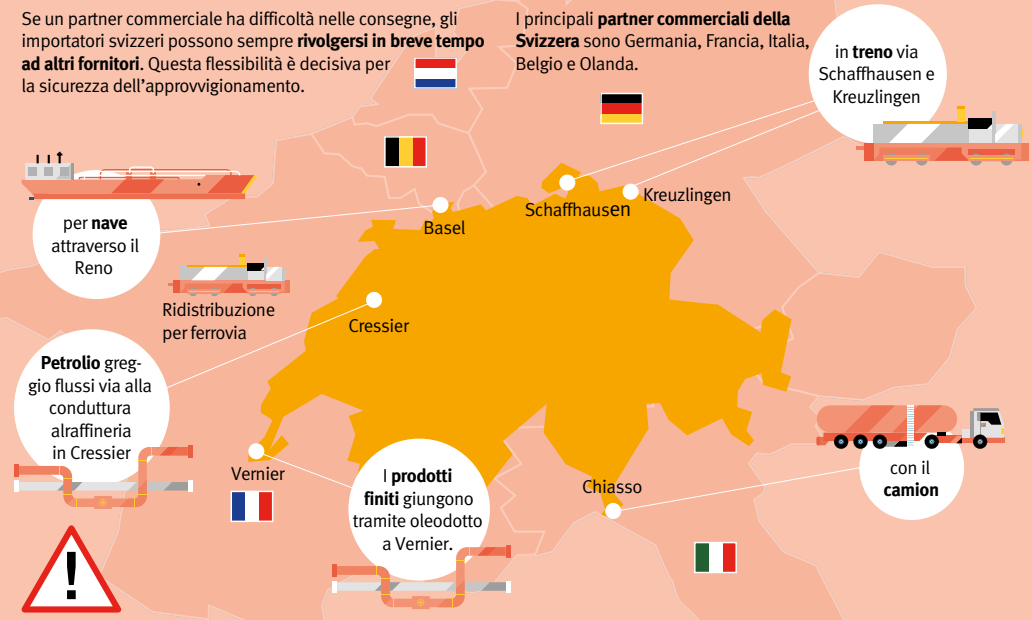 Se un partner commerciale ha difficoltà nelle consegne, gli
importatori svizzeri possono sempre rivolgersi in breve tempo
ad altri fornitori. Questa flessibilità è decisiva per
la sicurezza dell'approvvigionamento.
I principali partner commerciali della
Svizzera sono Germania, Francia, Italia,
Belgio e Olanda.
in treno via
Schaffhausen e
Kreuzlingen
per nave
attraverso il
Reno
Basel
Schaffhausen
Kreuzlingen
Ridistribuzione
per ferrovia
Cressier
Petrolio greg-
gio flussi via alla
conduttura
alraffineria
in Cressier
Vernier
I prodotti
finiti giungono
tramite oleodotto
a Vernier.
Chiasso
con il
camion
!